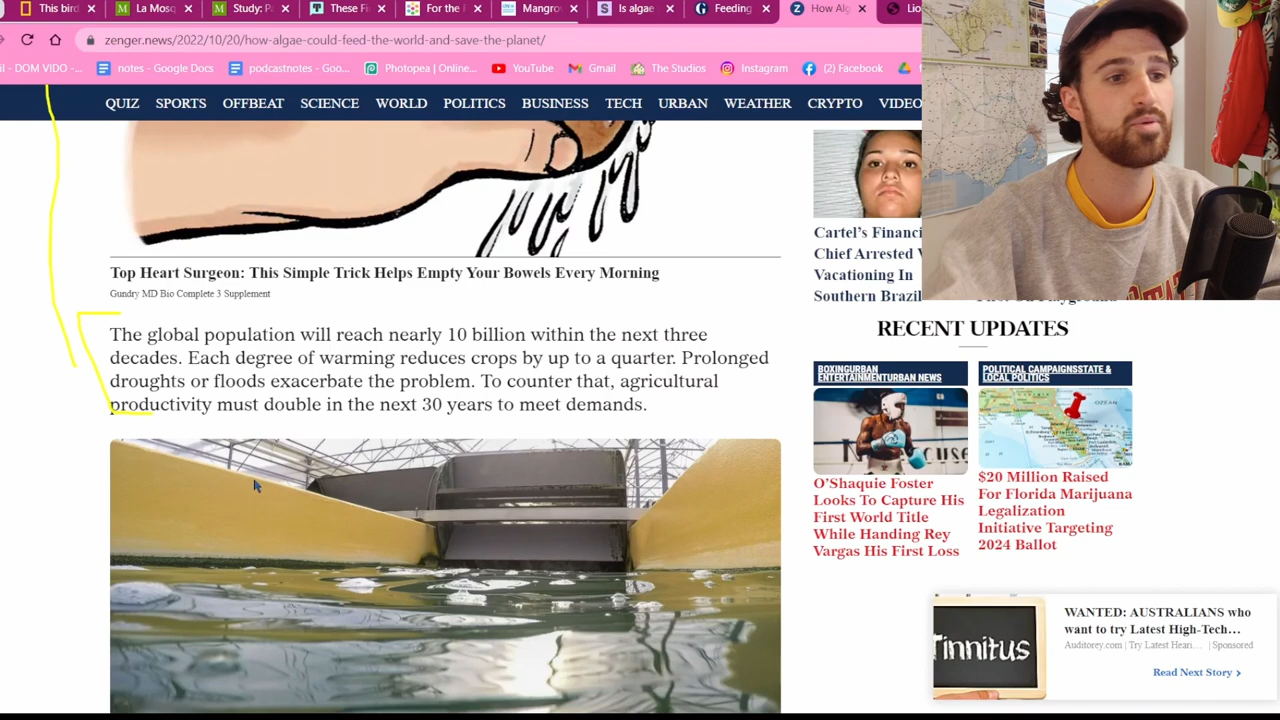 This bird
La Mosq
Study: Pa
These Fi
For the l
Mangro
Is algae
Feeding
How Alg
Lio
zenger.news/2022/10/20/how-algae-could-feed-the-world-and-save-the-planet/
il - DOM VIDO -...
notes - Google Docs
podcastnotes - Goo...
Photopea | Online...
YouTube
Gmail
The Studios
Instagram
(2) Facebook
QUIZ SPORTS OFFBEAT SCIENCE WORLD POLITICS BUSINESS TECH URBAN WEATHER CRYPTO VIDEO
Top Heart Surgeon: This Simple Trick Helps Empty Your Bowels Every Morning
Gundry MD Bio Complete 3 Supplement
The global population will reach nearly 10 billion within the next three
decades. Each degree of warming reduces crops by up to a quarter. Prolonged
droughts or floods exacerbate the problem. To counter that, agricultural
productivity must double in the next 30 years to meet demands.
Cartel's Financi
Chief Arrested
Vacationing In
Southern Brazil
RECENT UPDATES
BOXINGURBAN
ENTERTAINMENTURBAN NEWS
O'Shaquie Foster
Looks To Capture His
First World Title
While Handing Rey
Vargas His First Loss
POLITICAL CAMPAIGNSSTATE &
LOCAL POLITICS
OCEAN
$20 Million Raised
For Florida Marijuana
Legalization
Initiative Targeting
2024 Ballot
Tinnitus
WANTED: AUSTRALIANS who
want to try Latest High-Tech...
Auditorey.com | Try Latest Heari... | Sponsored
Read Next Story >